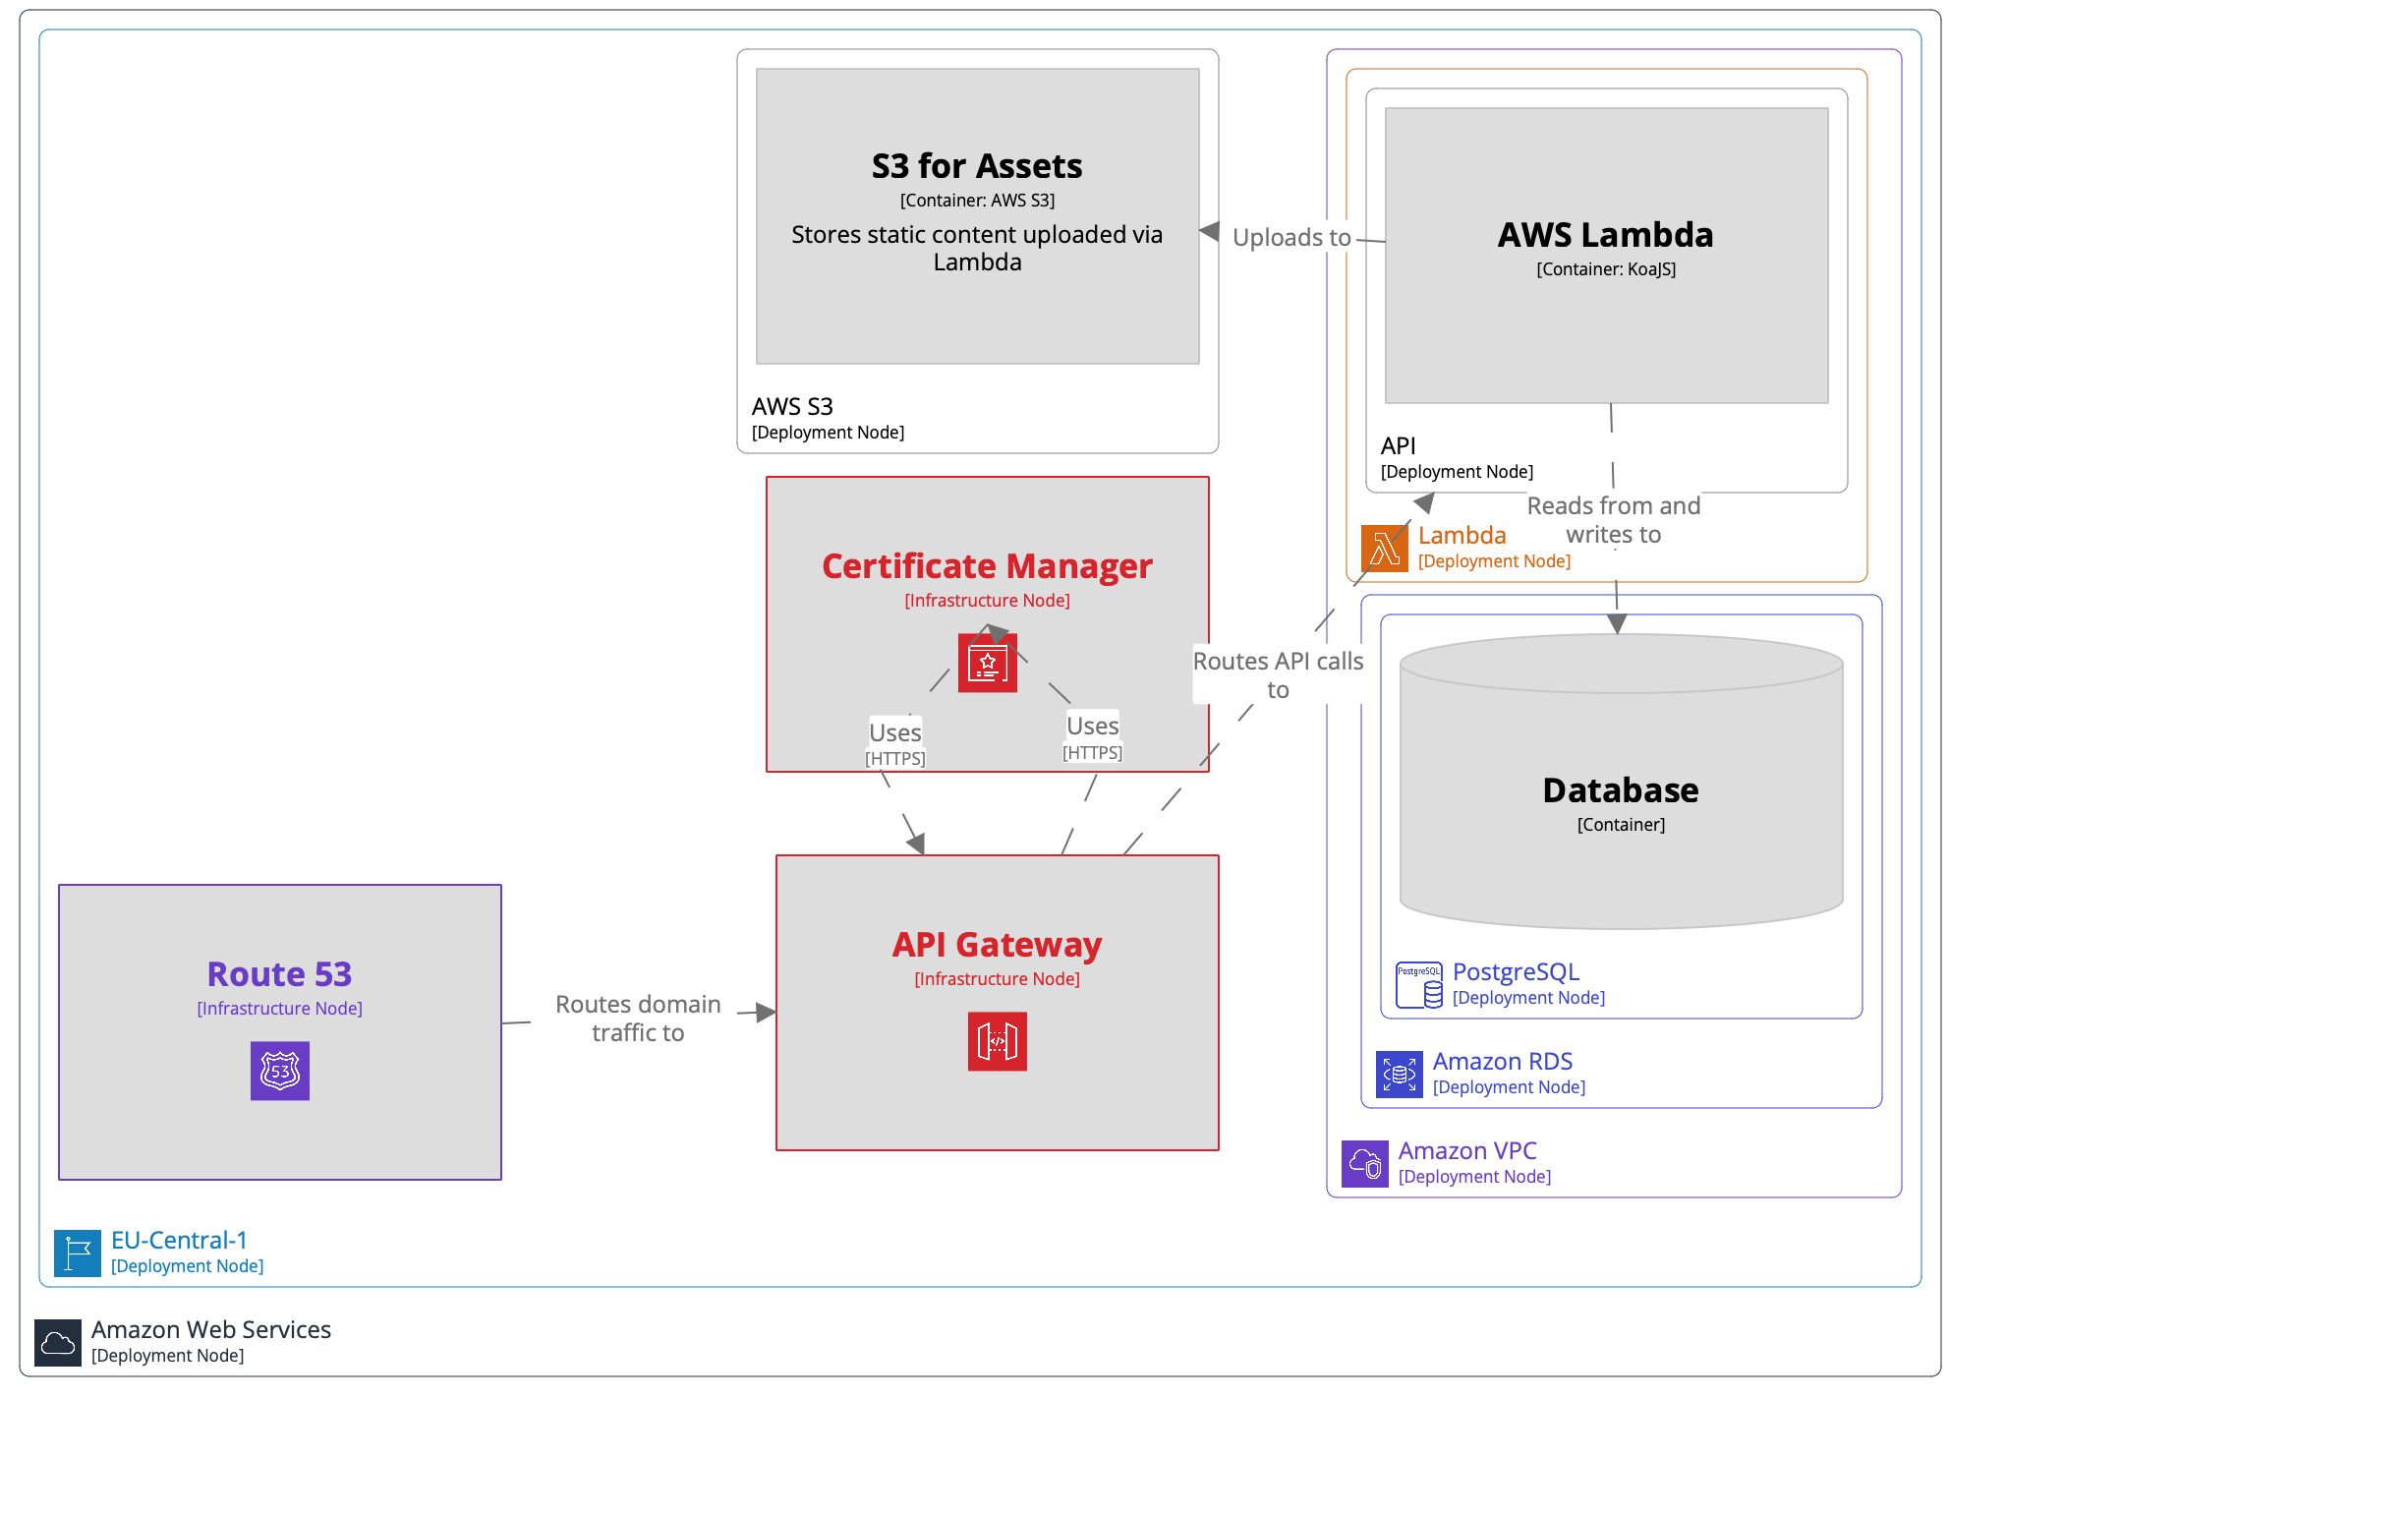 S3 for Assets
[Container: AWS S3]
Stores static content uploaded via
Lambda
AWS S3
[Deployment Node]
Uploads to
AWS Lambda
[Container: KoaJS]
API
[Deployment Node]
Reads from and
writes to
Lambda
[Deployment Node]
Certificate Manager
[Infrastructure Node]
Uses
[HTTPS]
Uses
[HTTPS]
Routes API calls
to
Database
[Container]
PostgreSQL
PostgreSQL
[Deployment Node]
Amazon RDS
[Deployment Node]
Amazon VPC
[Deployment Node]
Route 53
[Infrastructure Node]
53
Routes domain
traffic to
API Gateway
[Infrastructure Node]
</>
EU-Central-1
[Deployment Node]
Amazon Web Services
[Deployment Node]